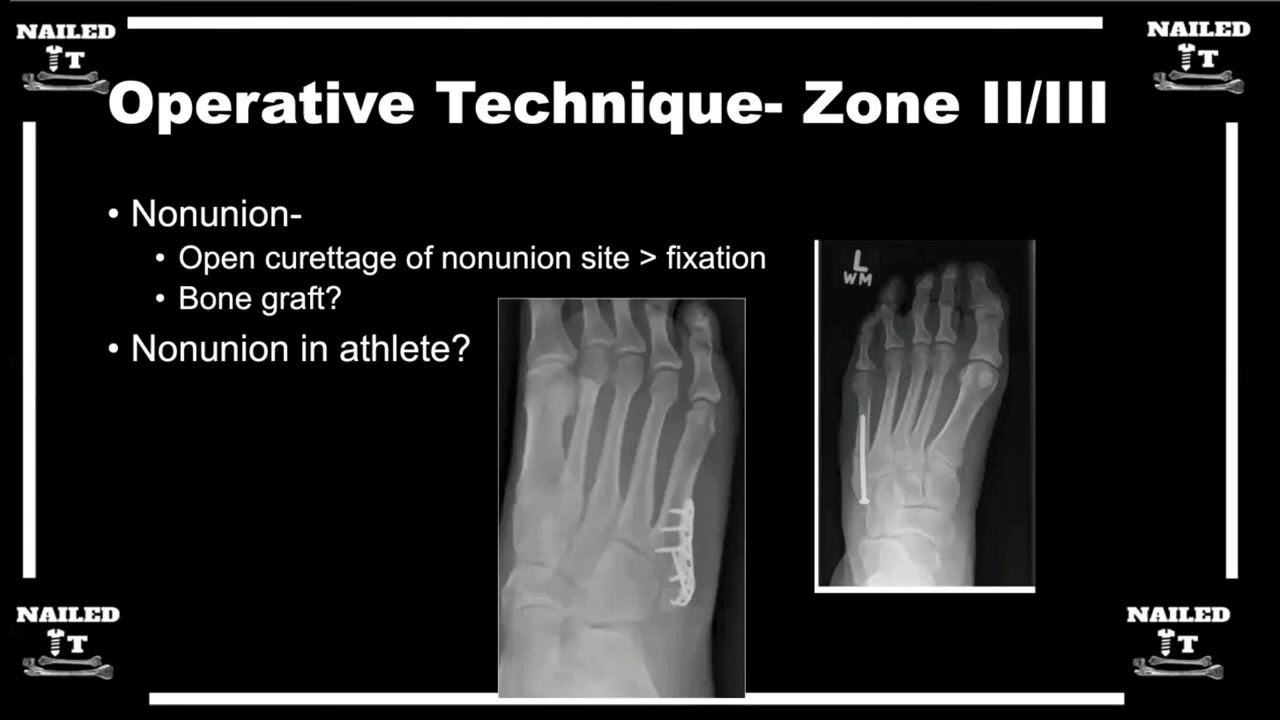 NAILED
IT
NAILED
IT
Operative Technique- Zone II/III
• Nonunion-
• Open curettage of nonunion site > fixation
• Bone graft?
• Nonunion in athlete?
L
WM
NAILED
IT
NAILED
IT